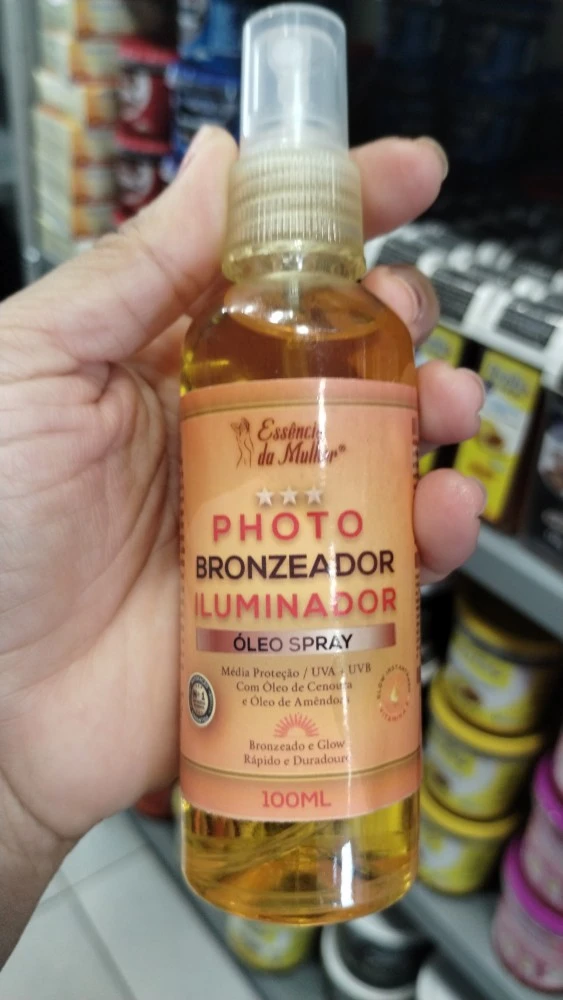 Essência
da Mulher®
PHOTO
BRONZEADOR
ILUMINADOR
ÓLEO SPRAY
Média Proteção / UVA - UVB
Com Óleo de Cenoura
e Óleo de Amêndoas
Bronzeado e Glow
Rápido e Duradouro
100ML